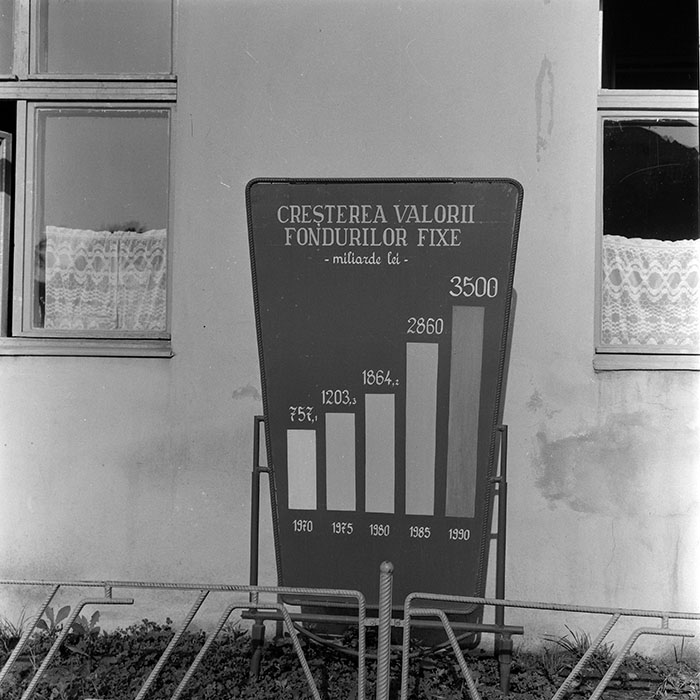 CREȘTEREA VALORII
FONDURILOR FIXE
- miliarde lei -
3500
2860
1864,2
1203,3
757,1
1970 1975 1980 1985 1990